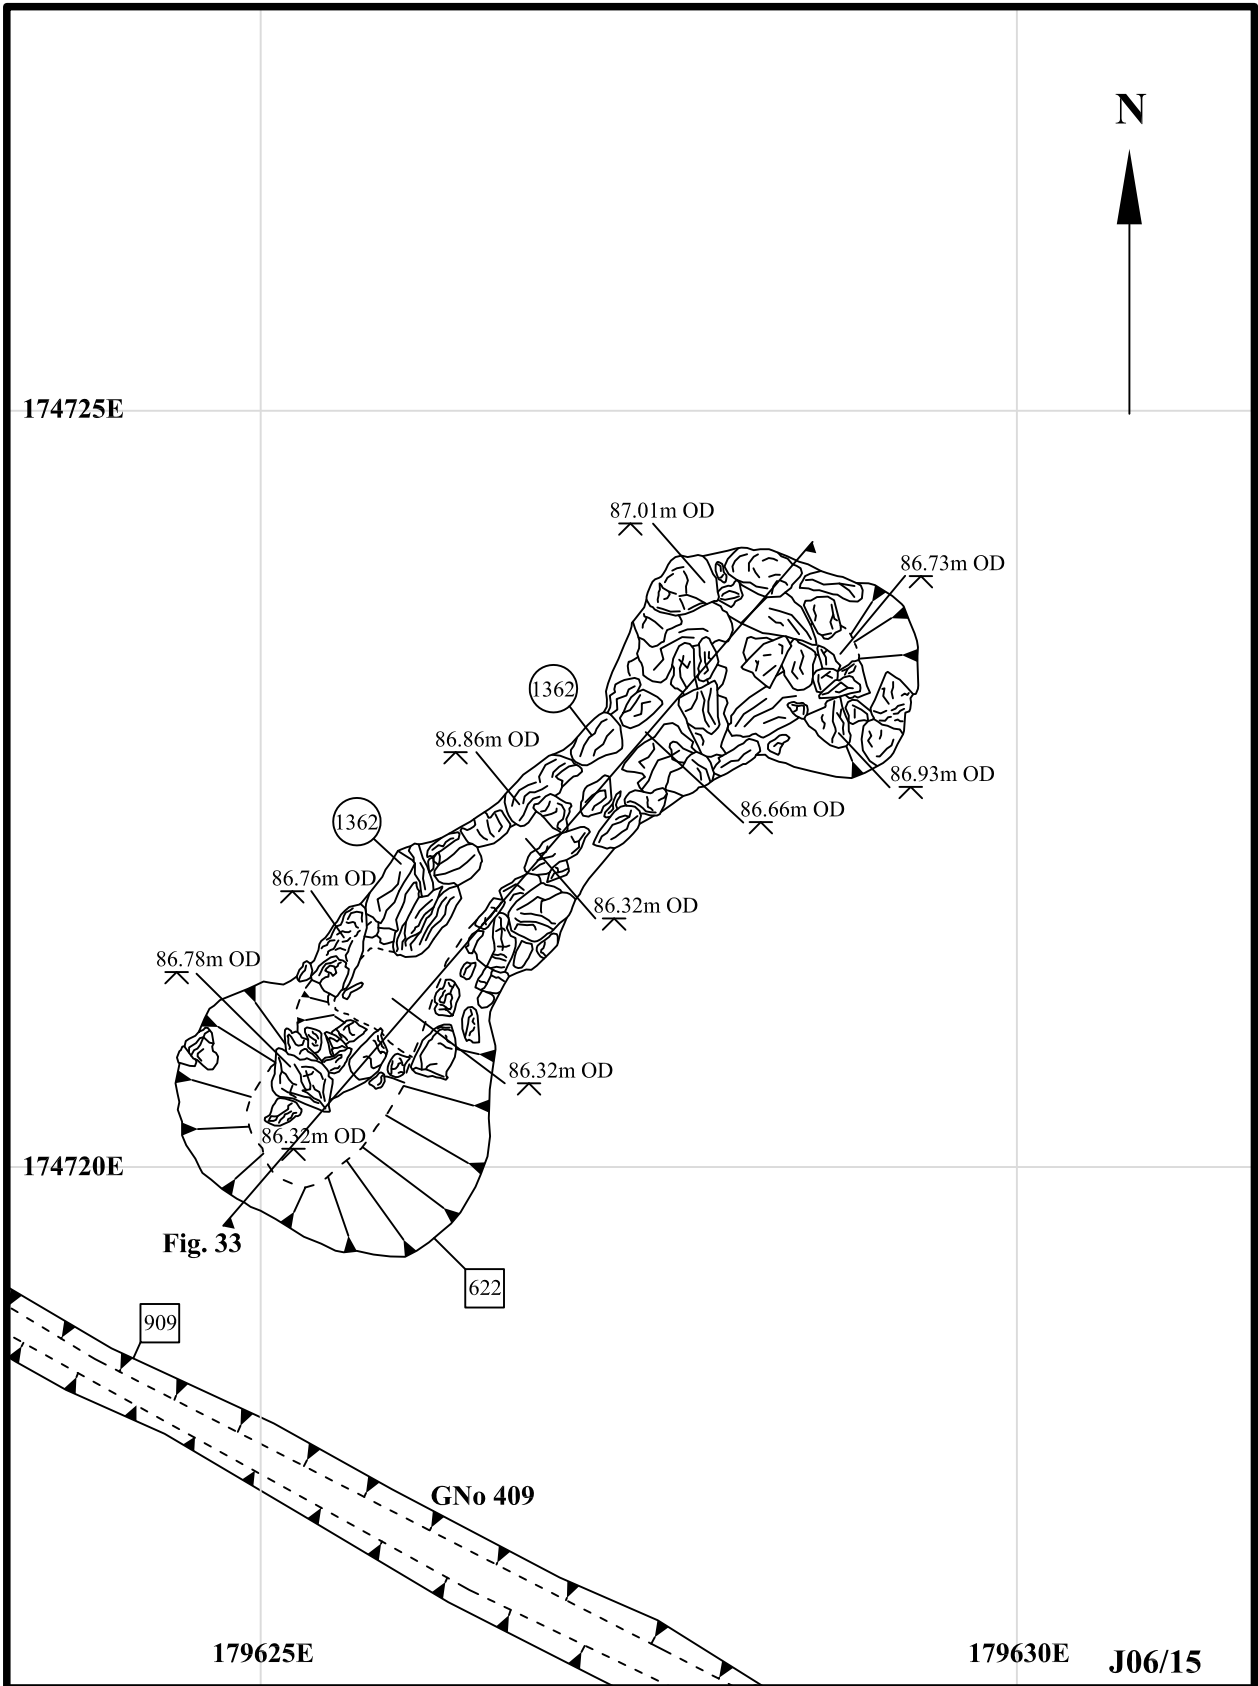 N
174725E
87.01m OD
86.73m OD
1362
86.86m OD
86.93m OD
86.66m OD
1362
86.76m OD
86.32m OD
86.78m OD
86.32m OD
86.32m OD
174720E
Fig. 33
622
909
GNo 409
179625E
179630E
J06/15